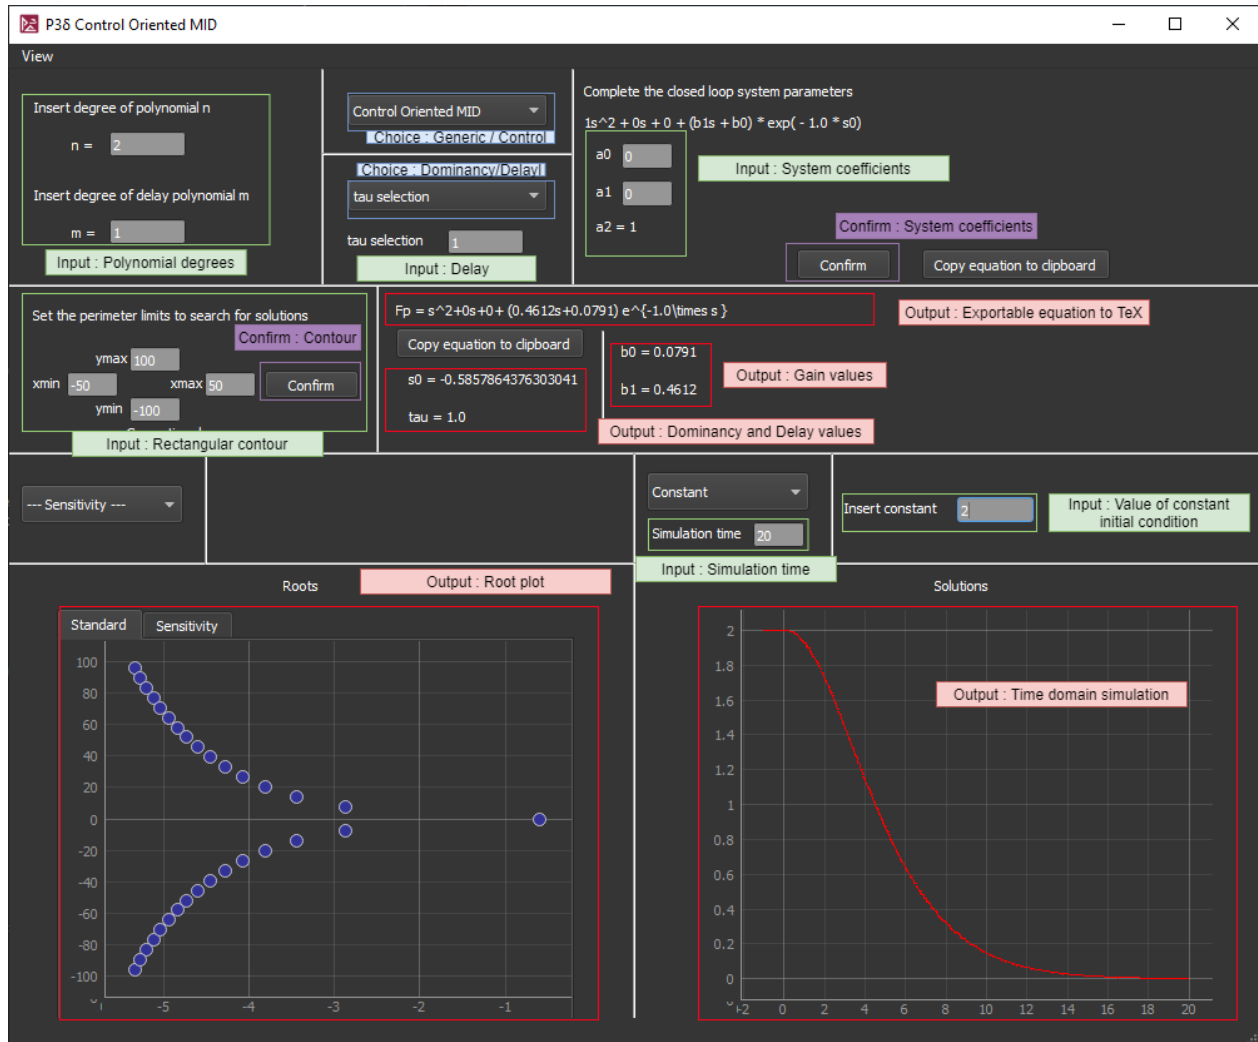 P3δ Control Oriented MID
View
Insert degree of polynomial n
n = 2
Insert degree of delay polynomial m
m = 1
Input : Polynomial degrees
Control Oriented MID
Choice : Generic / Control
Choice : Dominancy/Delay
tau selection
tau selection 1
Input : Delay
Complete the closed loop system parameters
1s^2 + 0s + 0 + (b1s + b0) * exp( - 1.0 * s0)
a0 0
a1 0
a2 = 1
Input : System coefficients
Confirm : System coefficients
Confirm
Copy equation to clipboard
Set the perimeter limits to search for solutions
Confirm : Contour
ymax 100
xmin -50
xmax 50
Confirm
ymin -100
Input : Rectangular contour
Fp = s^2+0s+0+ (0.4612s+0.0791) e^{-1.0\times s }
Output : Exportable equation to TeX
Copy equation to clipboard
s0 = -0.5857864376303041
tau = 1.0
b0 = 0.0791
b1 = 0.4612
Output : Gain values
Output : Dominancy and Delay values
--- Sensitivity ---
Constant
Simulation time 20
Input : Simulation time
Insert constant 2
Input : Value of constant
initial condition
Roots
Output : Root plot
Standard
Sensitivity
100
80
60
40
20
0
-20
-40
-60
-80
-100
-5 -4 -3 -2 -1
Solutions
Output : Time domain simulation
2
1.8
1.6
1.4
1.2
1
0.8
0.6
0.4
0.2
0
-2 0 2 4 6 8 10 12 14 16 18 20